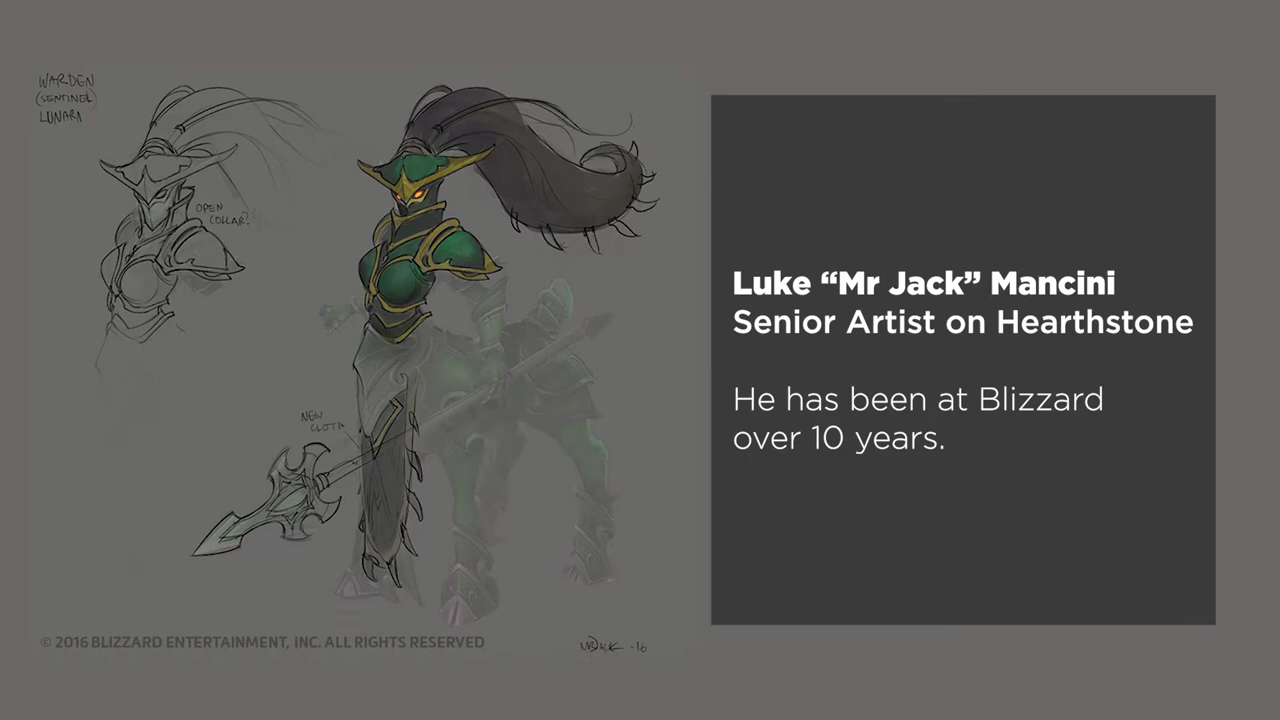 WARDEN
(SENTINEL)
LUNARA
OPEN
COLLAR?
NEW
CLOTH
Luke “Mr Jack” Mancini
Senior Artist on Hearthstone
He has been at Blizzard
over 10 years.
© 2016 BLIZZARD ENTERTAINMENT, INC. ALL RIGHTS RESERVED
-16